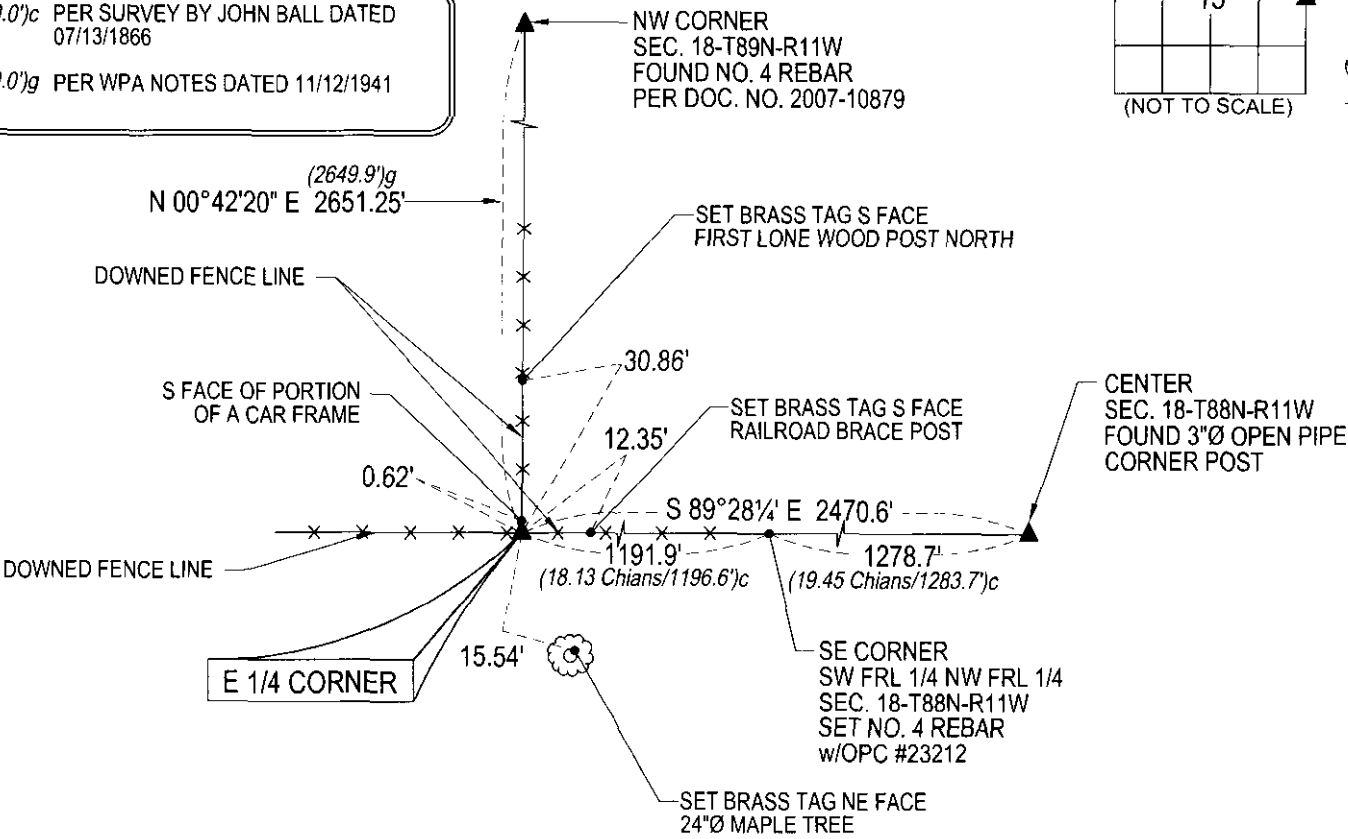 0.0')c PER SURVEY BY JOHN BALL DATED
07/13/1866
0.0')g PER WPA NOTES DATED 11/12/1941
NW CORNER
SEC. 18-T89N-R11W
FOUND NO. 4 REBAR
PER DOC. NO. 2007-10879
(NOT TO SCALE)
(2649.9')g
N 00°42'20" E 2651.25'
SET BRASS TAG S FACE
FIRST LONE WOOD POST NORTH
DOWNED FENCE LINE
30.86'
S FACE OF PORTION
OF A CAR FRAME
SET BRASS TAG S FACE
RAILROAD BRACE POST
12.35'
CENTER
SEC. 18-T88N-R11W
FOUND 3"Ø OPEN PIPE
CORNER POST
0.62'
S 89°28¼' E 2470.6'
DOWNED FENCE LINE
1191.9'
(18.13 Chians/1196.6')c
1278.7'
(19.45 Chians/1283.7')c
E 1/4 CORNER
15.54'
SE CORNER
SW FRL 1/4 NW FRL 1/4
SEC. 18-T88N-R11W
SET NO. 4 REBAR
w/OPC #23212
SET BRASS TAG NE FACE
24"Ø MAPLE TREE